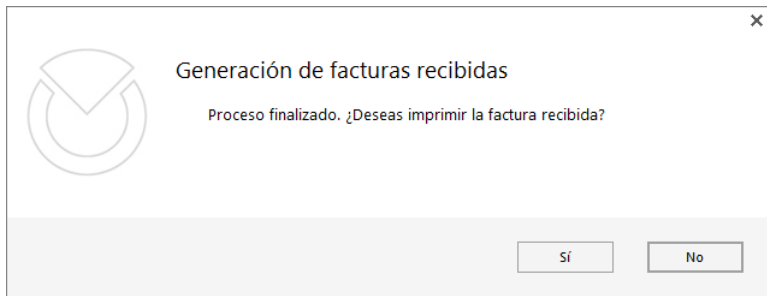 Generación de facturas recibidas
Proceso finalizado. ¿Deseas imprimir la factura recibida?
Sí
No